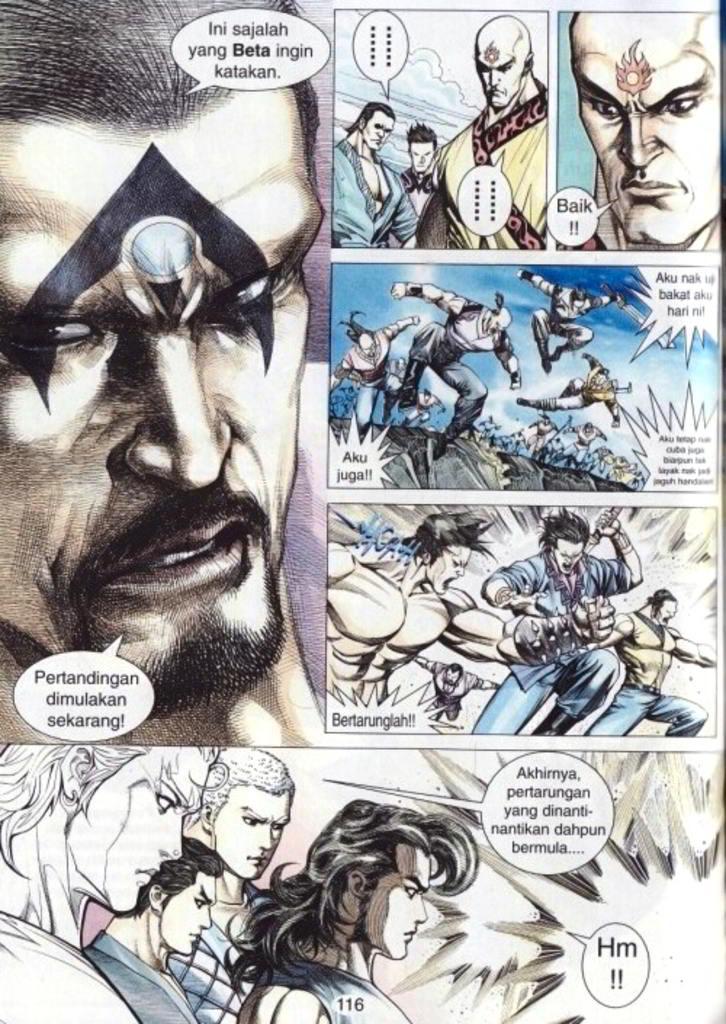 Ini sajalah
yang Beta ingin
katakan.
Pertandingan
dimulakan
sekarang!
Baik
!!
Aku nak
bakat aku
hari ni!
Aku
juga!!
Aku tetap nak
cuba juga
biarpun tak
layak nak jadi
jaguh handalan!
Bertarunglah!!
Akhirnya,
pertarungan
yang dinanti-
nantikan dahpun
bermula....
Hm
!!
116